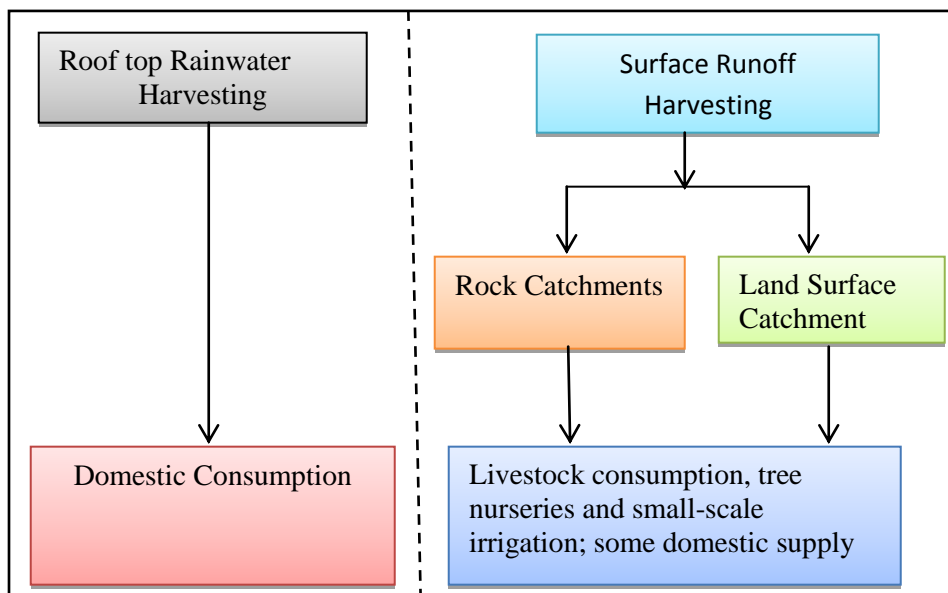 Roof top Rainwater
Harvesting
Surface Runoff
Harvesting
Rock Catchments
Land Surface
Catchment
Domestic Consumption
Livestock consumption, tree
nurseries and small-scale
irrigation; some domestic supply